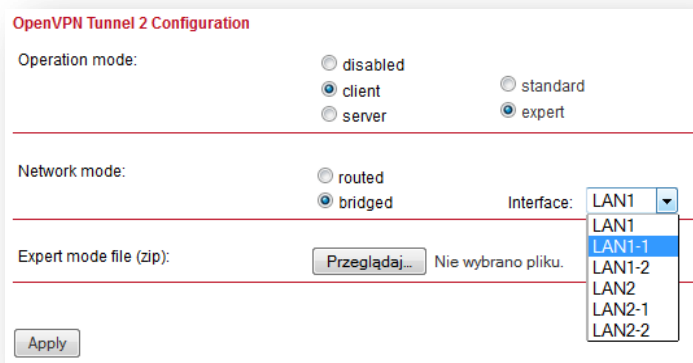 OpenVPN Tunnel 2 Configuration
Operation mode:
disabled
client
standard
server
expert
Network mode:
routed
bridged
Interface: LAN1
LAN1
LAN1-1
LAN1-2
LAN2
LAN2-1
LAN2-2
Expert mode file (zip):
Przeglądaj... Nie wybrano pliku.
Apply